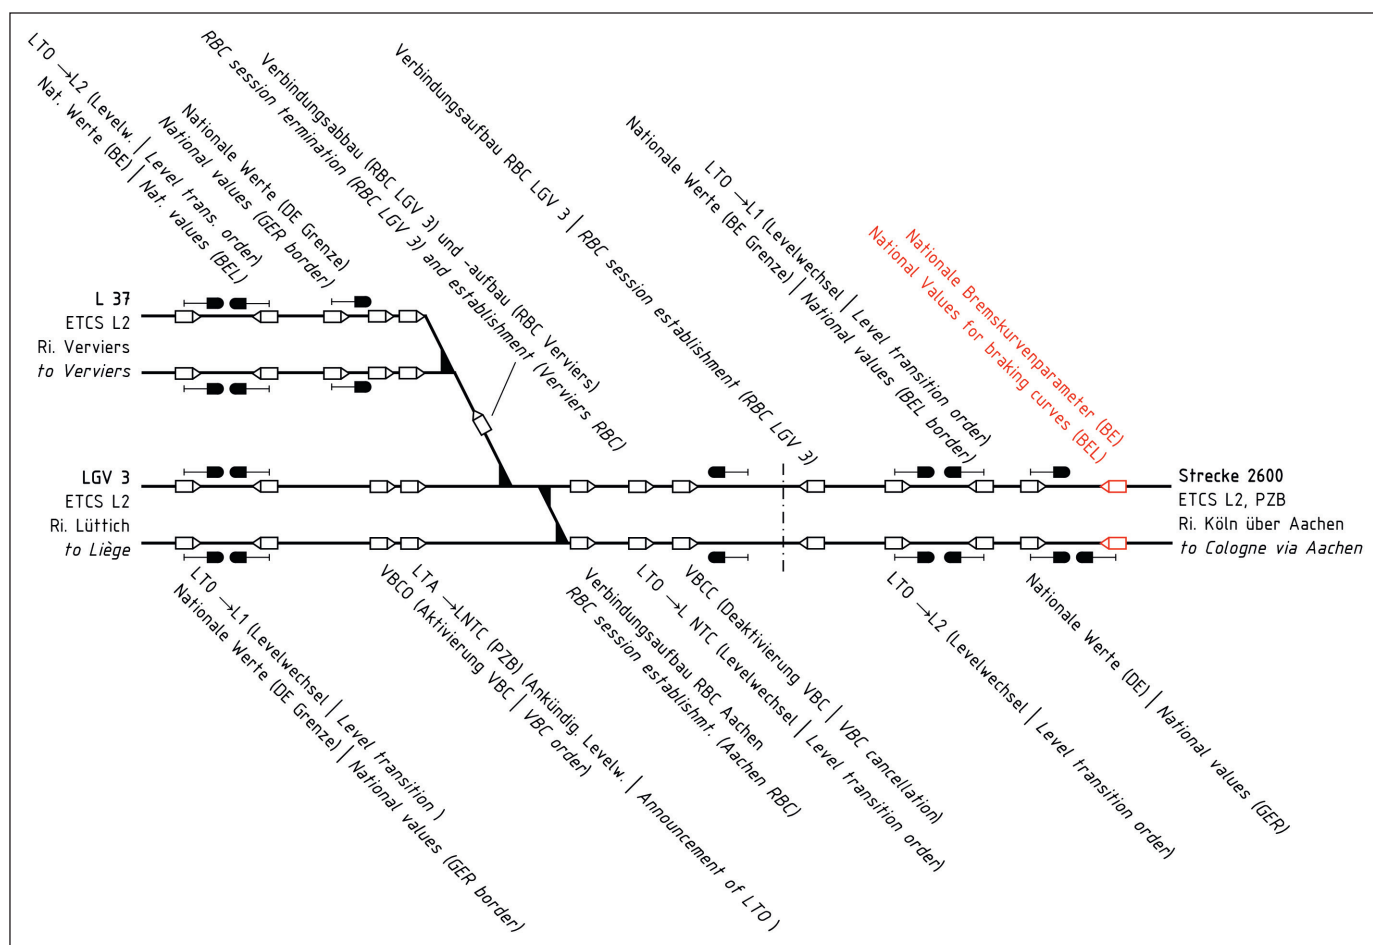 LTO →L2 (Levelw. | Level trans. order)
Nat. Werte (BE) | Nat. values (BEL)
Nationale Werte (DE Grenze)
National values (GER border)
Verbindungsabbau (RBC LGV 3) und -aufbau (RBC Verviers)
RBC session termination (RBC LGV 3) and establishment (Verviers RBC)
Verbindungsaufbau RBC LGV 3 | RBC session establishment (RBC LGV 3)
LTO →L1 (Levelwechsel | Level transition order)
Nationale Werte (BE Grenze) | National values (BEL border)
Nationale Bremskurvenparameter (BE)
National Values for braking curves (BEL)
L 37
ETCS L2
Ri. Verviers
to Verviers
LGV 3
ETCS L2
Ri. Lüttich
to Liège
Strecke 2600
ETCS L2, PZB
Ri. Köln über Aachen
to Cologne via Aachen
LTO →L1 (Levelwechsel | Level transition )
Nationale Werte (DE Grenze) | National values (GER border)
LTA →LNTC (PZB) (Ankündig. Levelw. | Announcement of LTO )
VBCO (Aktivierung VBC | VBC order)
Verbindungsaufbau RBC Aachen
RBC session establishmt. (Aachen RBC)
LTO →L NTC (Levelwechsel | Level transition order)
VBCC (Deaktivierung VBC | VBC cancellation)
LTO →L2 (Levelwechsel | Level transition order)
Nationale Werte (DE) | National values (GER)